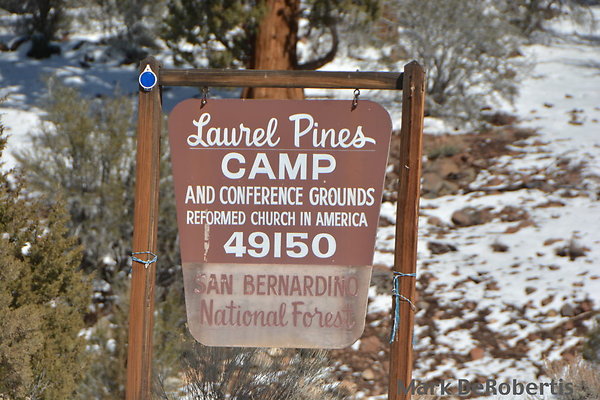 Laurel Pines
CAMP
AND CONFERENCE GROUNDS
REFORMED CHURCH IN AMERICA
49150
SAN BERNARDINO
National Forest
Mark DeRobertis